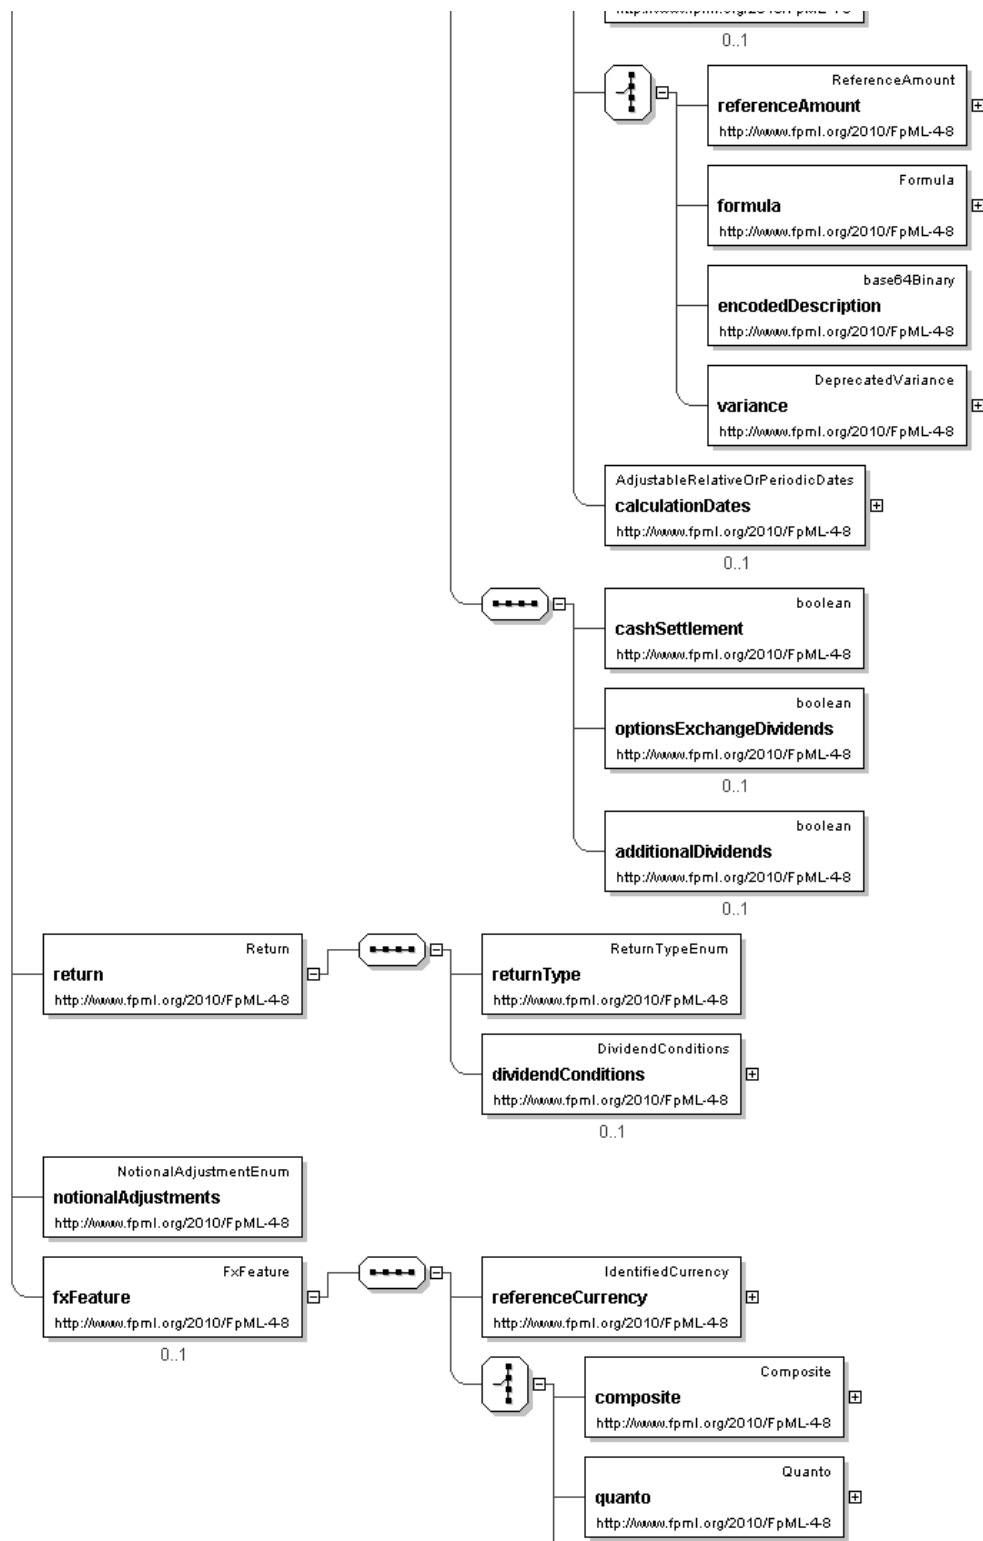 0..1
ReferenceAmount
referenceAmount
http://www.fpml.org/2010/FpML-4-8
Formula
formula
http://www.fpml.org/2010/FpML-4-8
base64Binary
encodedDescription
http://www.fpml.org/2010/FpML-4-8
DeprecatedVariance
variance
http://www.fpml.org/2010/FpML-4-8
AdjustableRelativeOrPeriodicDates
calculationDates
http://www.fpml.org/2010/FpML-4-8
0..1
boolean
cashSettlement
http://www.fpml.org/2010/FpML-4-8
boolean
optionsExchangeDividends
http://www.fpml.org/2010/FpML-4-8
0..1
boolean
additionalDividends
http://www.fpml.org/2010/FpML-4-8
0..1
Return
return
http://www.fpml.org/2010/FpML-4-8
ReturnTypeEnum
returnType
http://www.fpml.org/2010/FpML-4-8
DividendConditions
dividendConditions
http://www.fpml.org/2010/FpML-4-8
0..1
NotionalAdjustmentEnum
notionalAdjustments
http://www.fpml.org/2010/FpML-4-8
FxFeature
fxFeature
http://www.fpml.org/2010/FpML-4-8
0..1
IdentifiedCurrency
referenceCurrency
http://www.fpml.org/2010/FpML-4-8
Composite
composite
http://www.fpml.org/2010/FpML-4-8
Quanto
quanto
http://www.fpml.org/2010/FpML-4-8